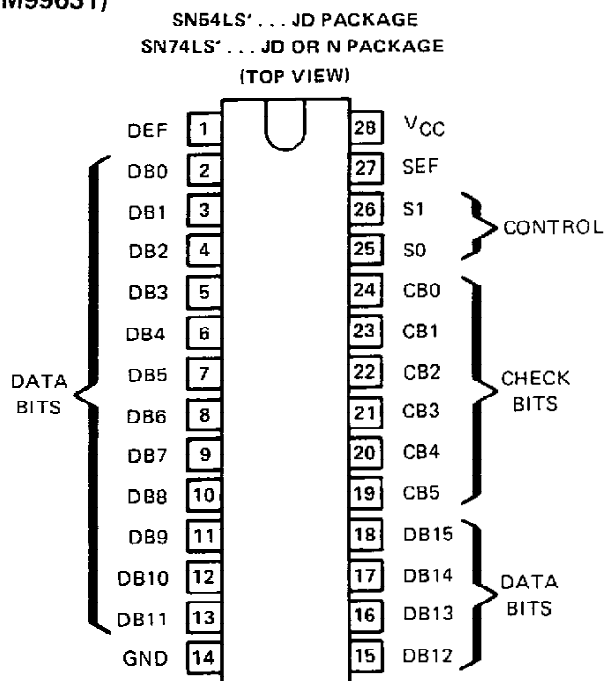 M99631)
SN54LS' ... JD PACKAGE
SN74LS' ... JD OR N PACKAGE
(TOP VIEW)
DEF 1 28 VCC
DB0 2 27 SEF
DB1 3 26 S1
DB2 4 25 S0
CONTROL
DB3 5 24 CB0
DB4 6 23 CB1
DB5 7 22 CB2
DB6 8 21 CB3
DB7 9 20 CB4
DB8 10 19 CB5
DATA
BITS
CHECK
BITS
DB9 11 18 DB15
DB10 12 17 DB14
DB11 13 16 DB13
GND 14 15 DB12
DATA
BITS